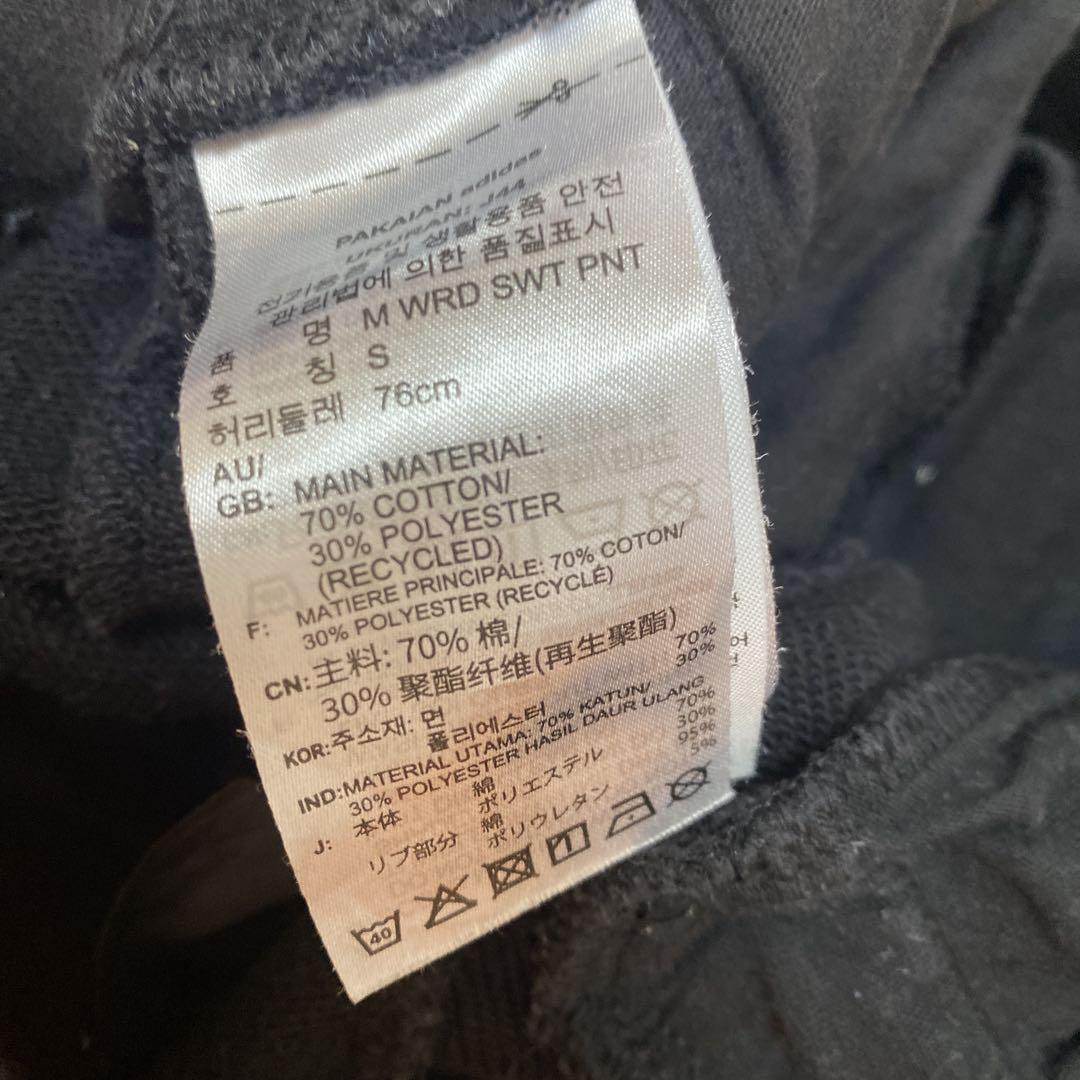 PAKAIAN adidas
UKURAN: J44
전기용품 및 생활용품 안전
관리법에 의한 품질표시
품 명 M WRD SWT PNT
호 칭 S
허리둘레 76cm
AU/
GB: MAIN MATERIAL:
70% COTTON/
30% POLYESTER
(RECYCLED)
F: MATIERE PRINCIPALE: 70% COTON/
30% POLYESTER (RECYCLÉ)
CN: 主料: 70% 棉/
30% 聚酯纤维(再生聚酯)
KOR: 주소재: 면 70%
폴리에스터 30%
IND: MATERIAL UTAMA: 70% KATUN/
30% POLYESTER HASIL DAUR ULANG
J: 本体 綿 70%
ポリエステル 30%
リブ部分 綿 95%
ポリウレタン 5%
40